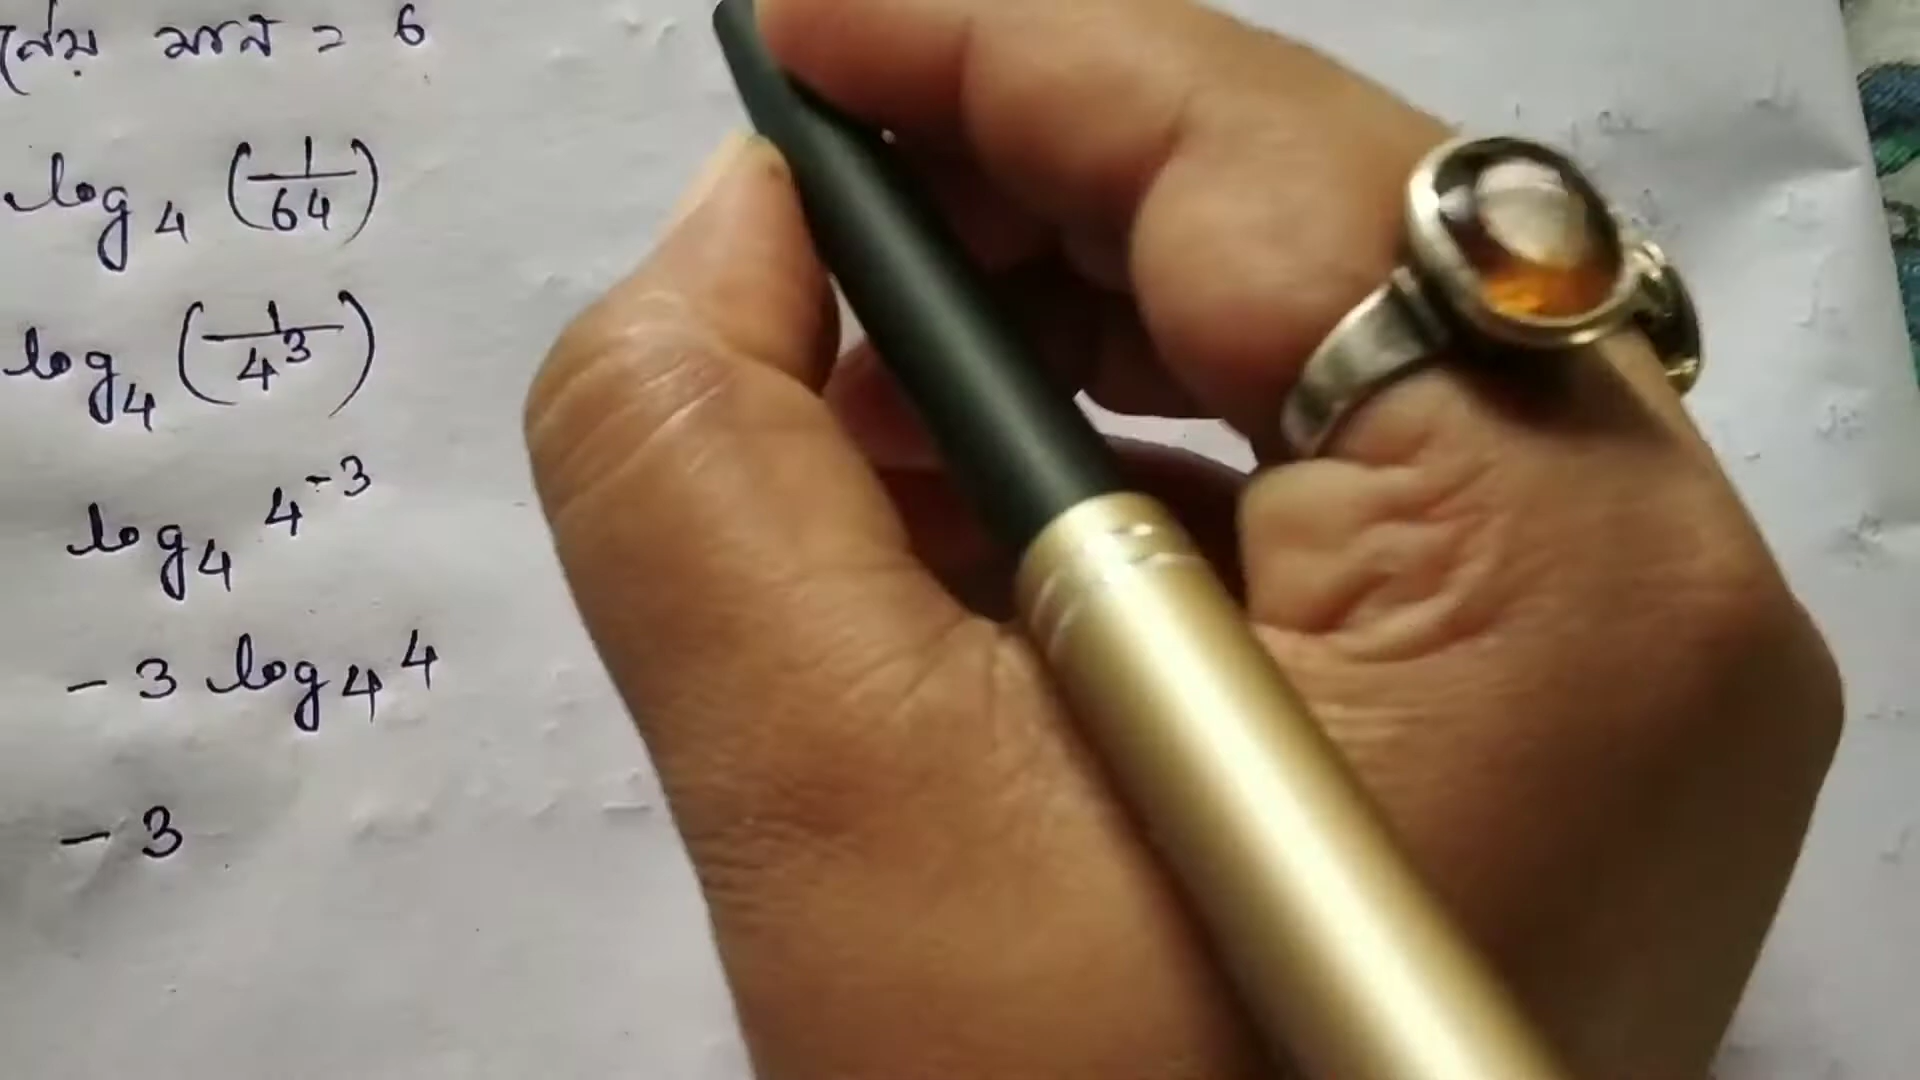 মান = 6
log₄ (1/64)
log₄ (1/4³)
log₄ 4⁻³
- 3 log₄ 4
- 3